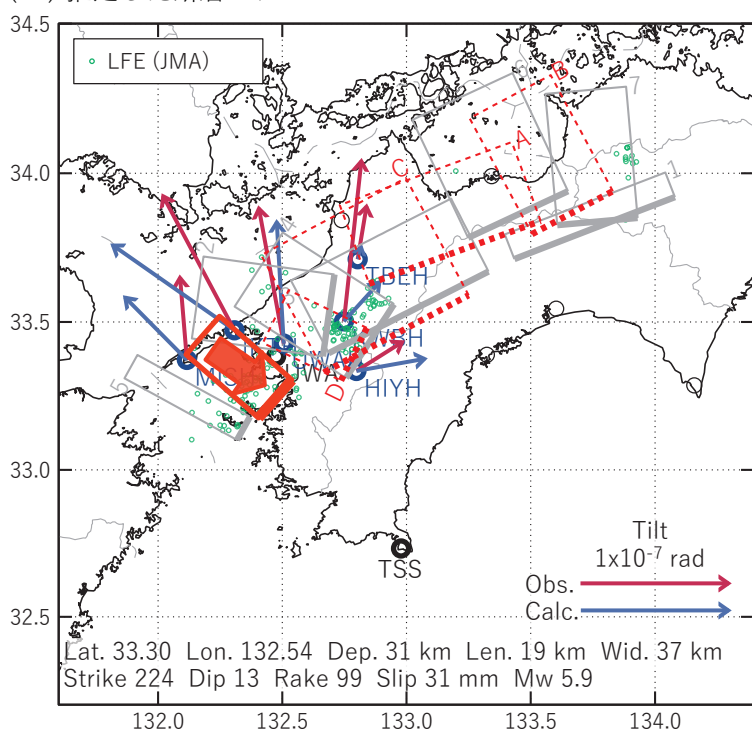 34.5
LFE (JMA)
34.0
33.5
33.0
32.5
B
A
C
7
1
2
5
D
TBEH
HIYH
UWA
TSS
Tilt
1x10-7 rad
Obs.
Calc.
Lat. 33.30 Lon. 132.54 Dep. 31 km Len. 19 km Wid. 37 km
Strike 224 Dip 13 Rake 99 Slip 31 mm Mw 5.9
132.0 132.5 133.0 133.5 134.0